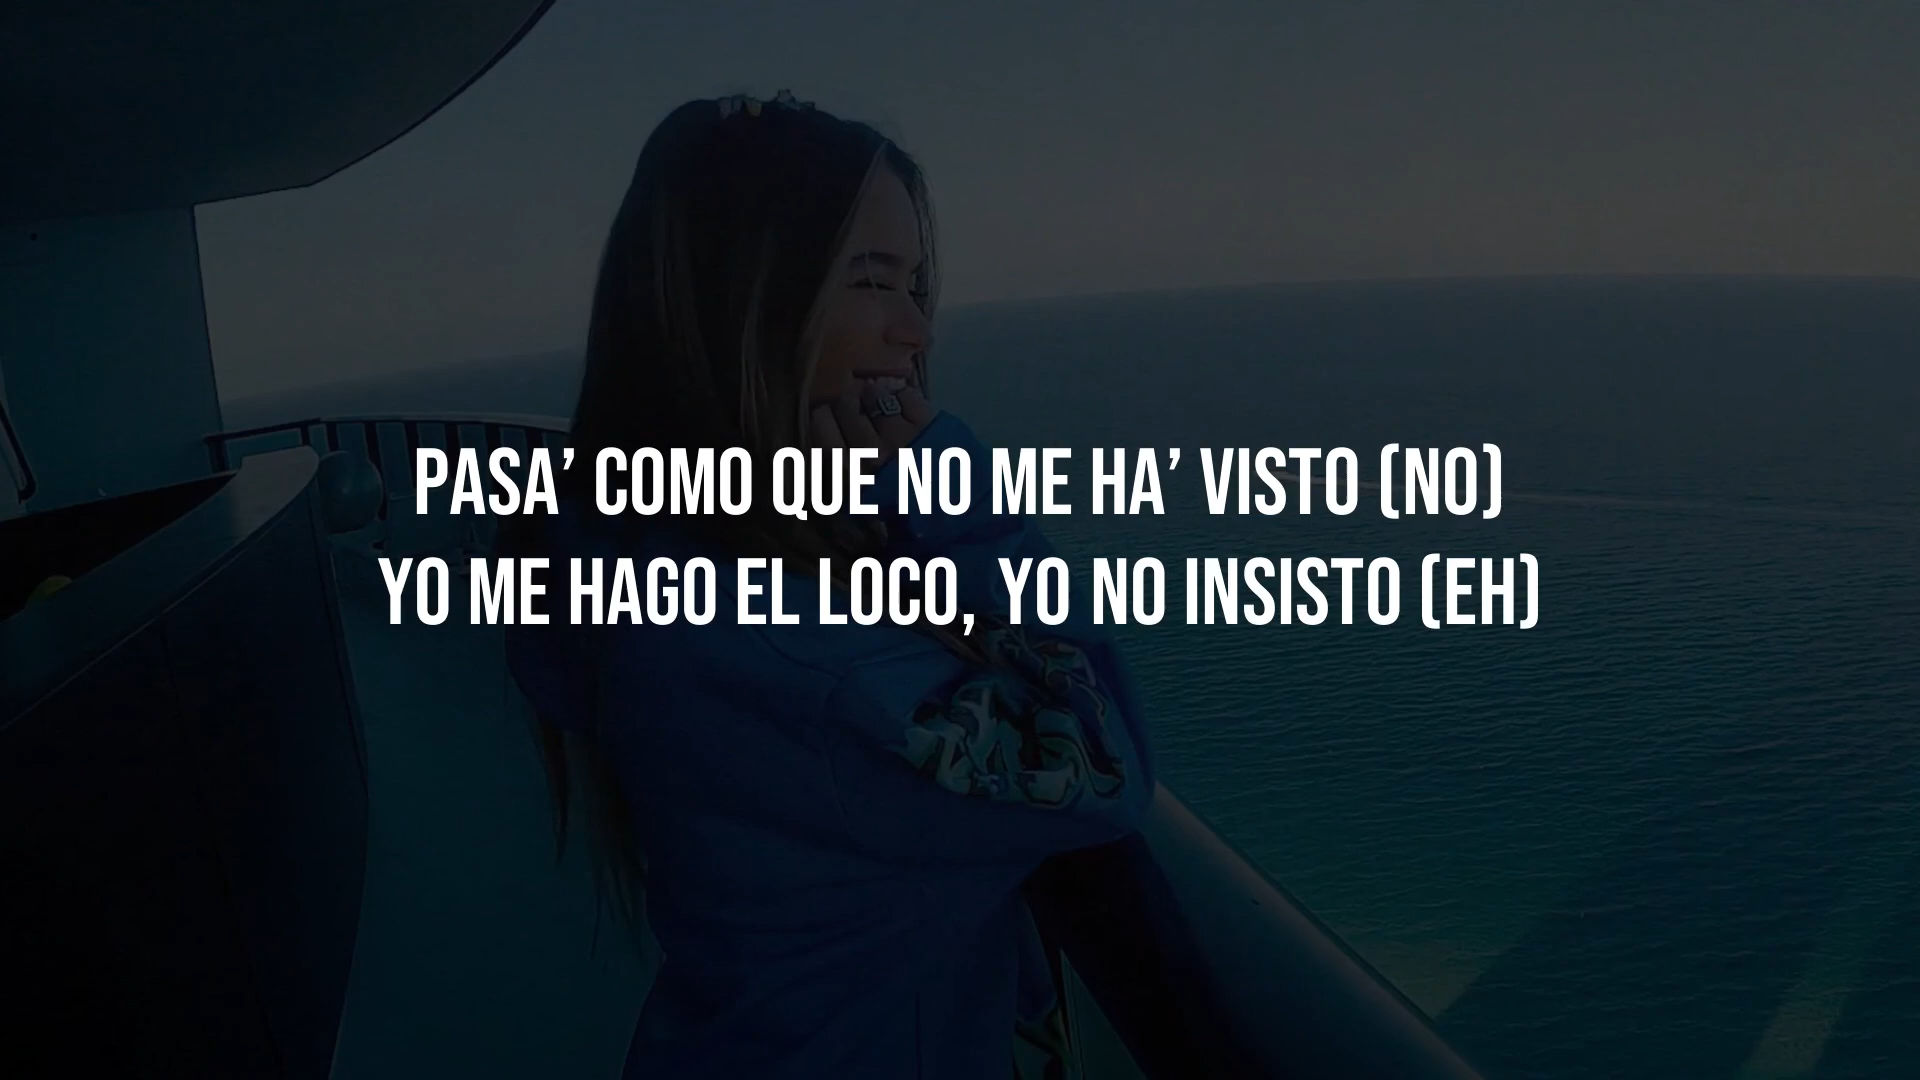 PASA’ COMO QUE NO ME HA’ VISTO (NO)
YO ME HAGO EL LOCO, YO NO INSISTO (EH)